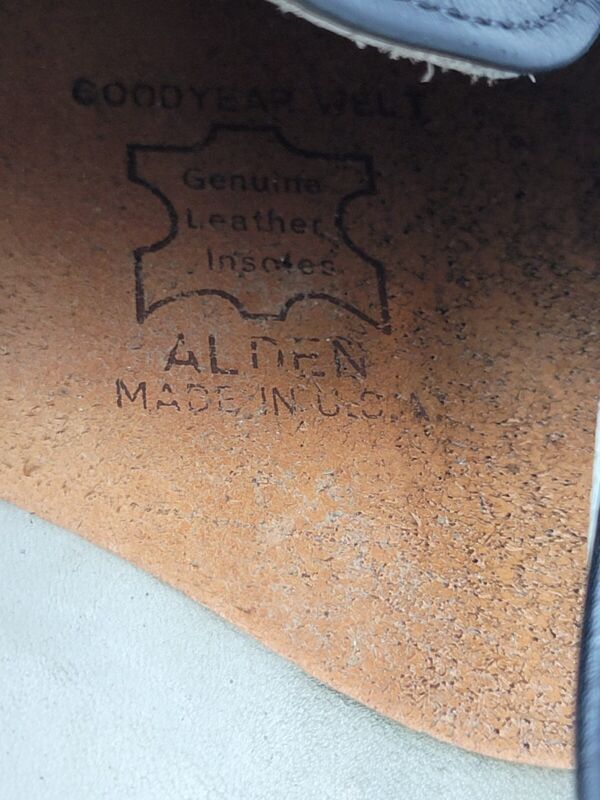 GOODYEAR WELT
Genuine
Leather
Insoles
ALDEN
MADE IN U.S.A.